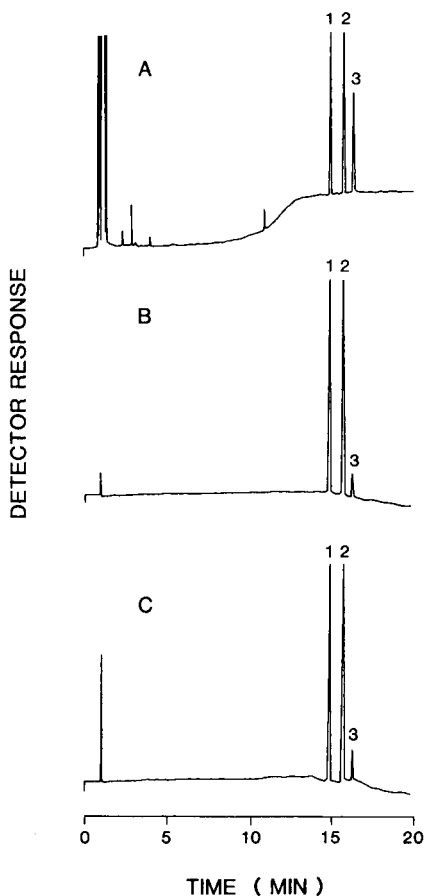 A
1 2
3
B
1 2
3
C
1 2
3
DETECTOR RESPONSE
0 5 10 15 20
TIME ( MIN )